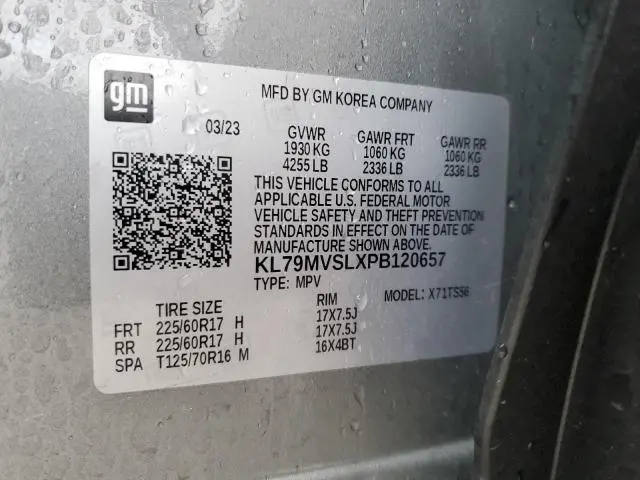 gm
MFD BY GM KOREA COMPANY
03/23
GVWR GAWR FRT GAWR RR
1930 KG 1060 KG 1060 KG
4255 LB 2336 LB 2336 LB
THIS VEHICLE CONFORMS TO ALL
APPLICABLE U.S. FEDERAL MOTOR
VEHICLE SAFETY AND THEFT PREVENTION
STANDARDS IN EFFECT ON THE DATE OF
MANUFACTURE SHOWN ABOVE.
KL79MVSLXPB120657
TYPE: MPV MODEL: X71TS56
TIRE SIZE RIM
FRT 225/60R17 H 17X7.5J
RR 225/60R17 H 17X7.5J
SPA T125/70R16 M 16X4BT